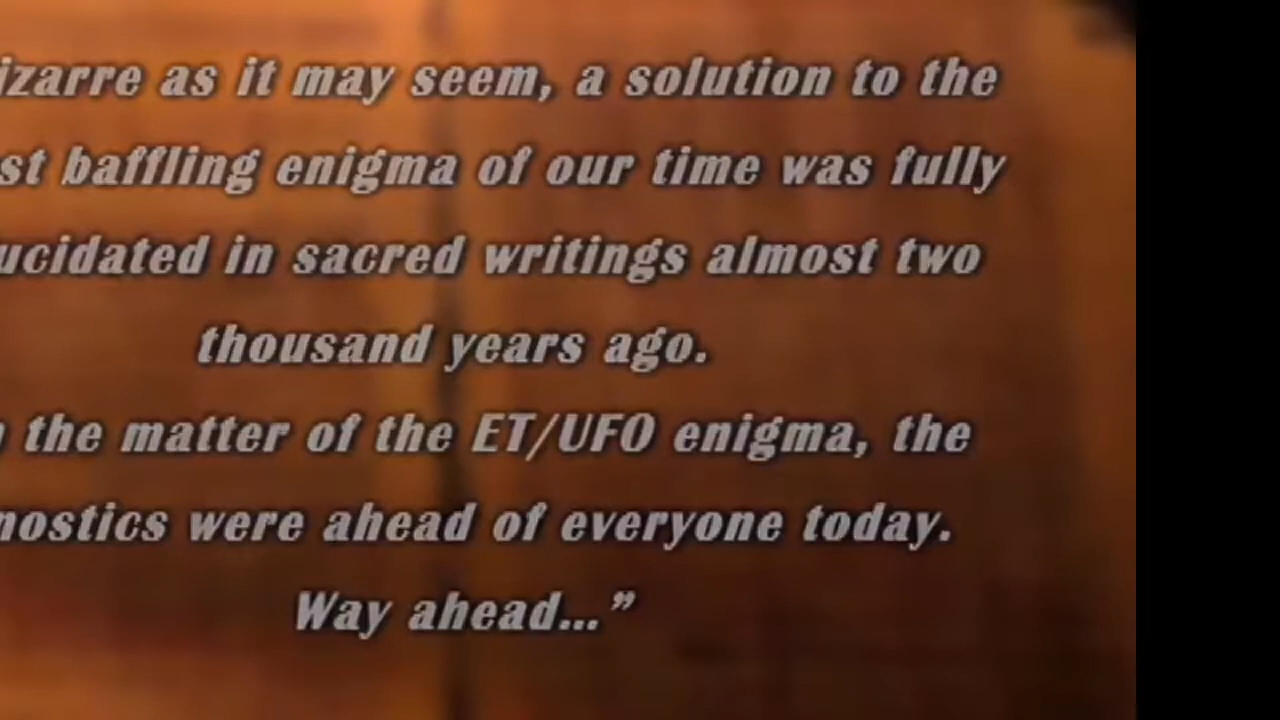 izarre as it may seem, a solution to the
st baffling enigma of our time was fully
ucidated in sacred writings almost two
thousand years ago.
the matter of the ET/UFO enigma, the
nostics were ahead of everyone today.
Way ahead...”